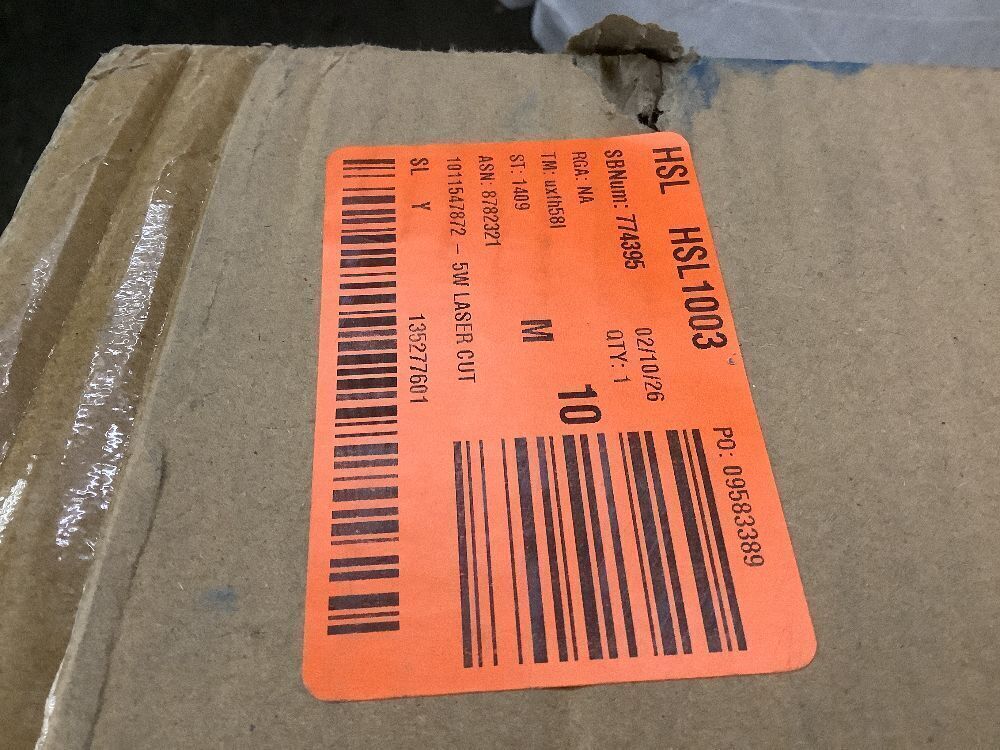 HSL HSL1003 PO: 09583389
SBNum: 774395 02/10/26
RGA: NA QTY: 1
TM: uxfh58l 10
ST: 1409 M
ASN: 8782321
1011547872 - 5W LASER CUT
SL Y 135277601